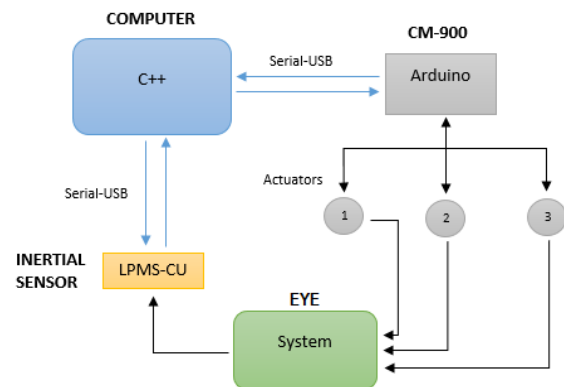 COMPUTER
C++
Serial-USB
CM-900
Arduino
Serial-USB
Actuators
1
2
3
INERTIAL
SENSOR
LPMS-CU
EYE
System